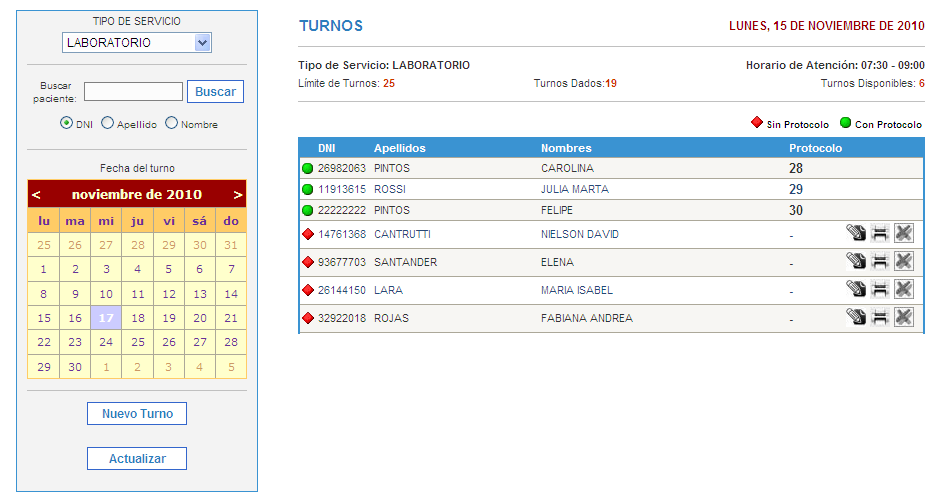 TIPO DE SERVICIO
LABORATORIO
Buscar
paciente:
Buscar
DNI Apellido Nombre
Fecha del turno
< noviembre de 2010 >
lu ma mi ju vi sá do
25 26 27 28 29 30 31
1 2 3 4 5 6 7
8 9 10 11 12 13 14
15 16 17 18 19 20 21
22 23 24 25 26 27 28
29 30 1 2 3 4 5
Nuevo Turno
Actualizar
TURNOS LUNES, 15 DE NOVIEMBRE DE 2010
Tipo de Servicio: LABORATORIO Horario de Atención: 07:30 - 09:00
Límite de Turnos: 25 Turnos Dados:19 Turnos Disponibles: 6
Sin Protocolo Con Protocolo
DNI Apellidos Nombres Protocolo
26982063 PINTOS CAROLINA 28
11913615 ROSSI JULIA MARTA 29
22222222 PINTOS FELIPE 30
14761368 CANTRUTTI NIELSON DAVID -
93677703 SANTANDER ELENA -
26144150 LARA MARIA ISABEL -
32922018 ROJAS FABIANA ANDREA -